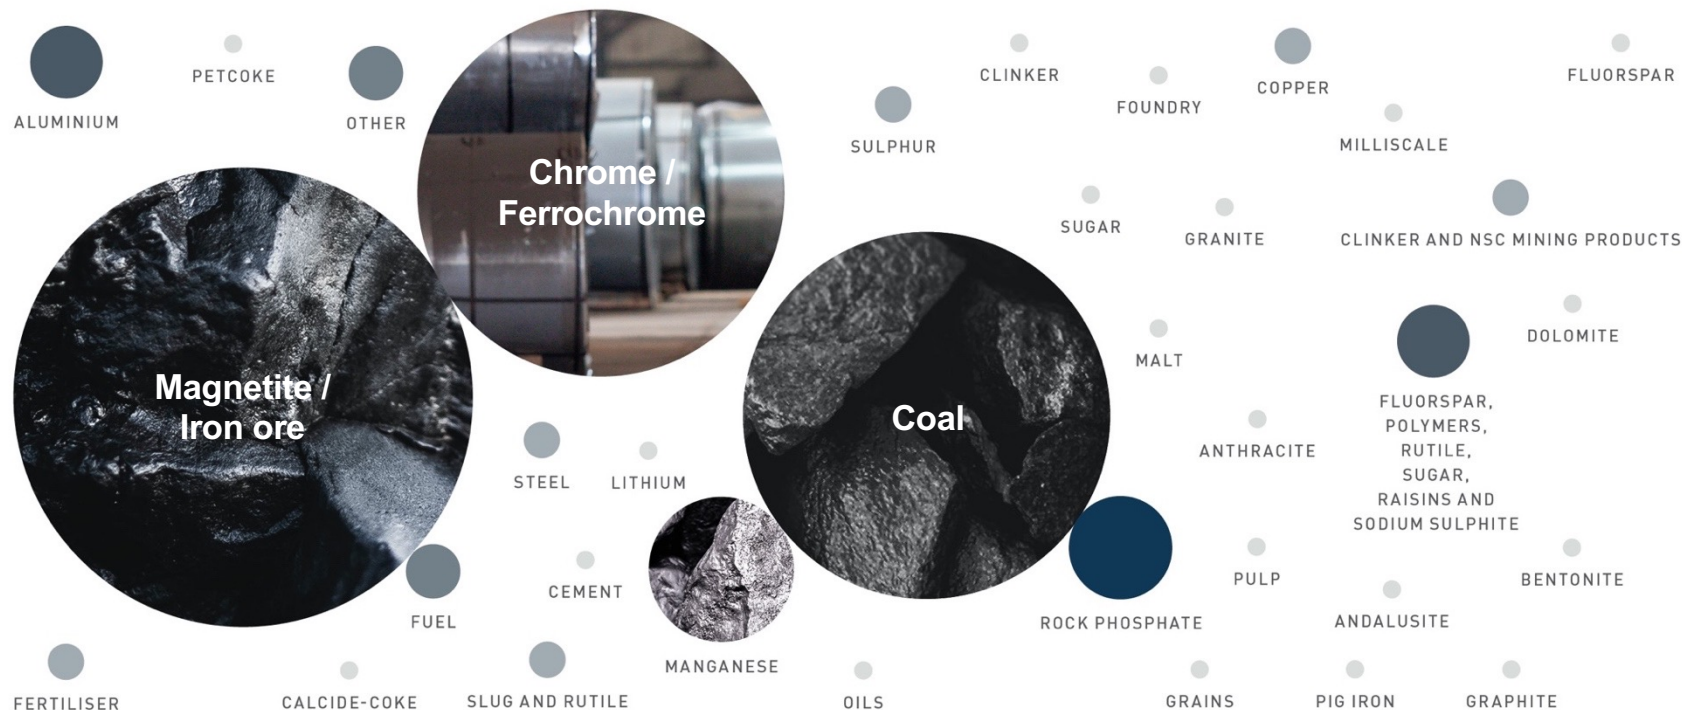 ALUMINIUM
PETCOKE
OTHER
Chrome /
Ferrochrome
SULPHUR
CLINKER
FOUNDRY
COPPER
MILLISCALE
FLUORSPAR
SUGAR
GRANITE
CLINKER AND NSC MINING PRODUCTS
Magnetite /
Iron ore
Coal
MALT
DOLOMITE
FLUORSPAR,
POLYMERS,
RUTILE,
SUGAR,
RAISINS AND
SODIUM SULPHITE
ANTHRACITE
STEEL
LITHIUM
CEMENT
FUEL
MANGANESE
ROCK PHOSPHATE
PULP
ANDALUSITE
BENTONITE
FERTILISER
CALCIDE-COKE
SLUG AND RUTILE
OILS
GRAINS
PIG IRON
GRAPHITE